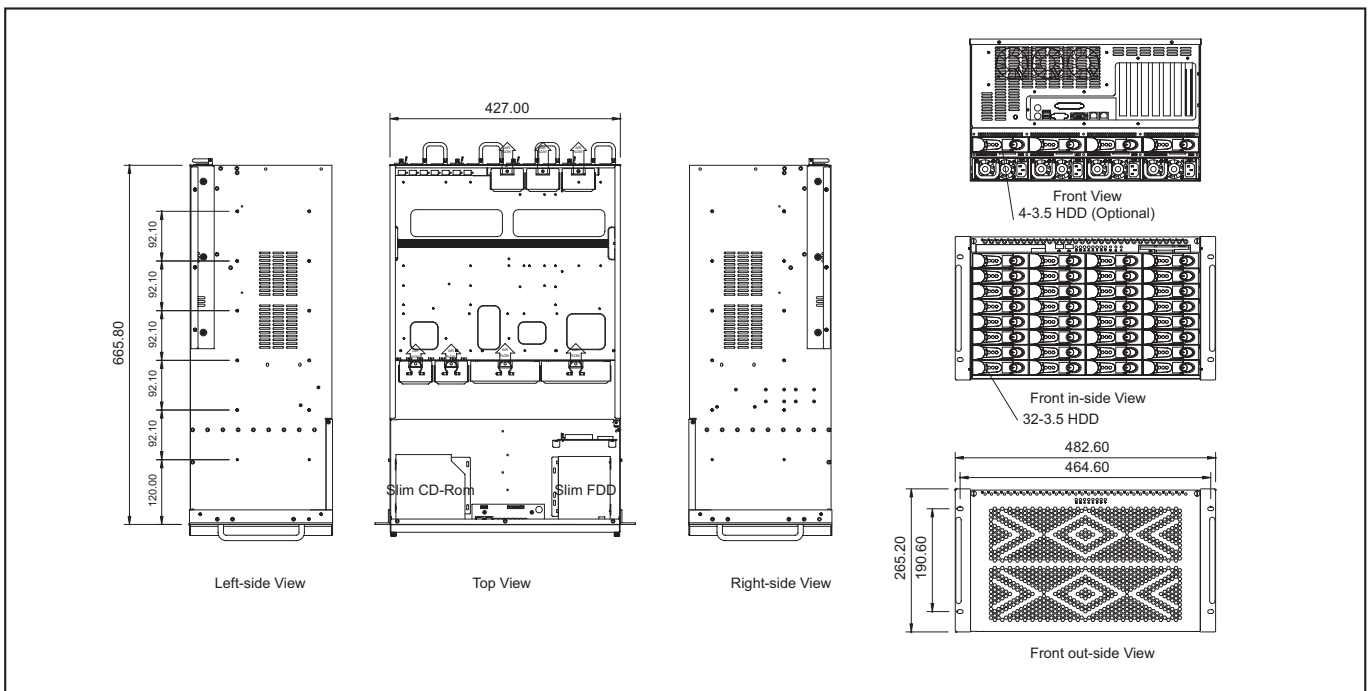 427.00
665.80
92.10
92.10
92.10
92.10
92.10
120.00
Slim CD-Rom
Slim FDD
Left-side View
Top View
Right-side View
Front View
4-3.5 HDD (Optional)
Front in-side View
32-3.5 HDD
482.60
464.60
265.20
190.60
Front out-side View